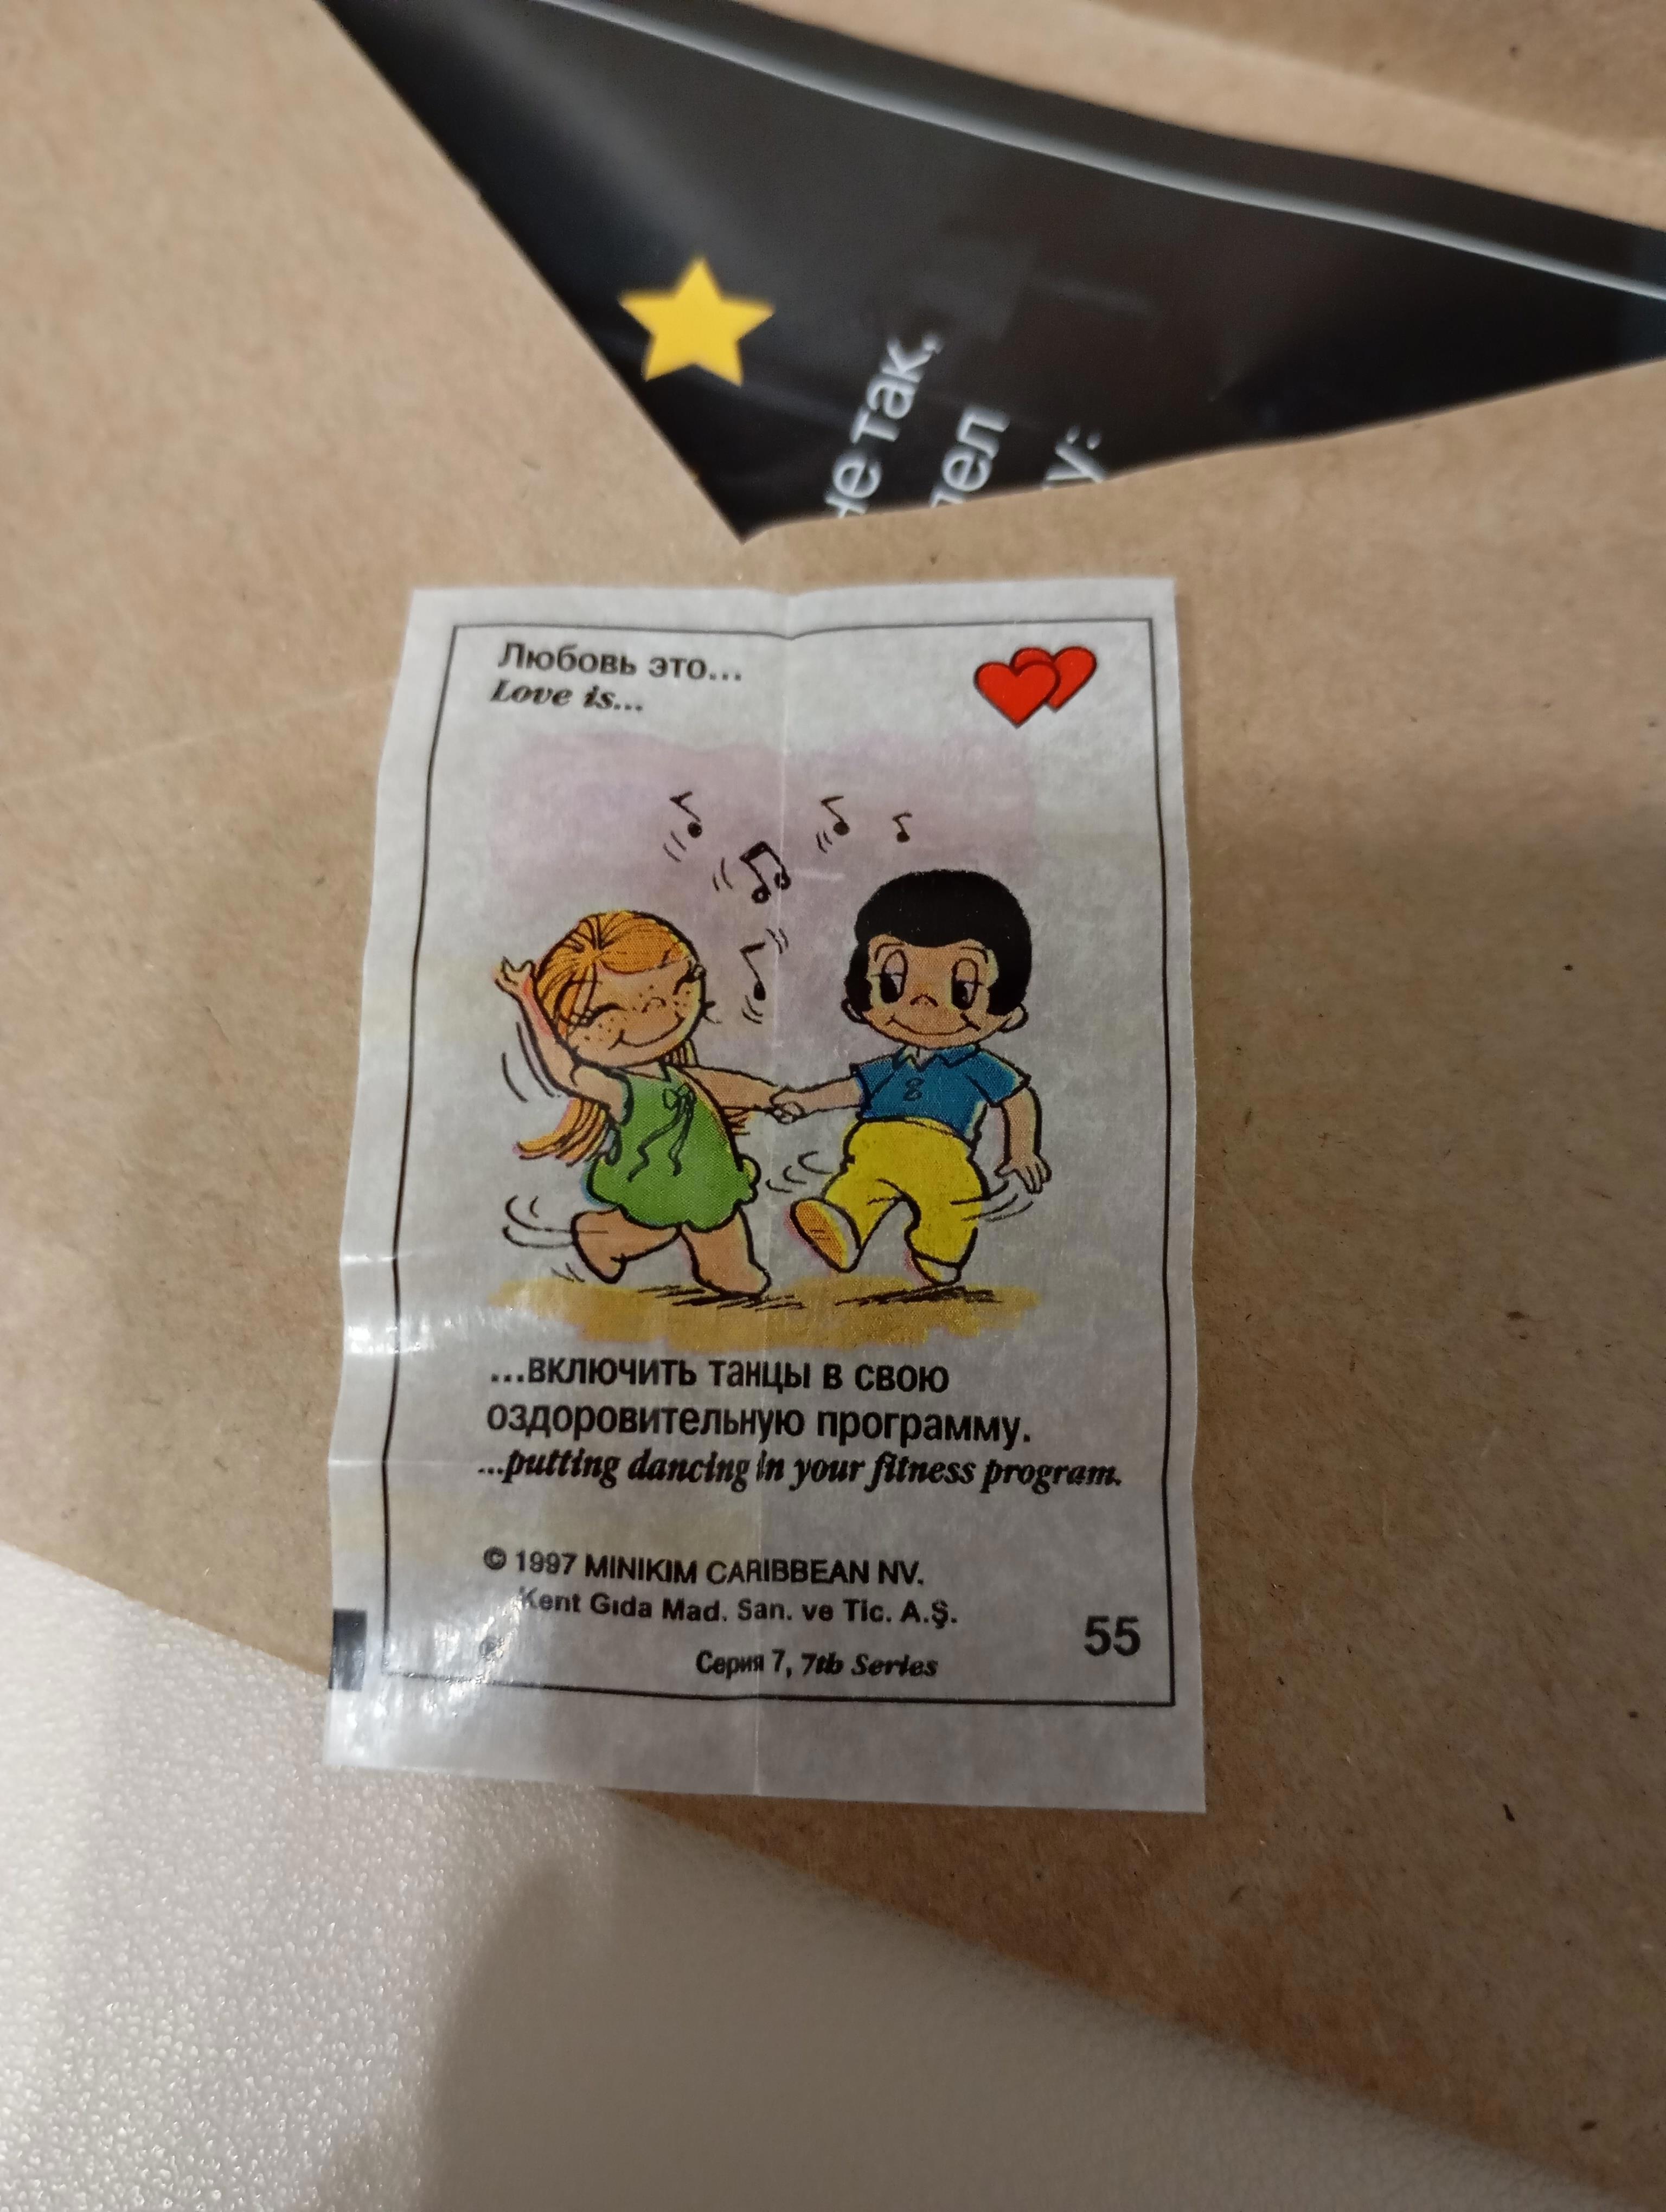 не так,
Любовь это...
Love is...
...включить танцы в свою
оздоровительную программу.
...putting dancing in your fitness program.
© 1997 MINIKIM CARIBBEAN NV.
Kent Gıda Mad. San. ve Tic. A.Ş.
55
Серия 7, 7th Series